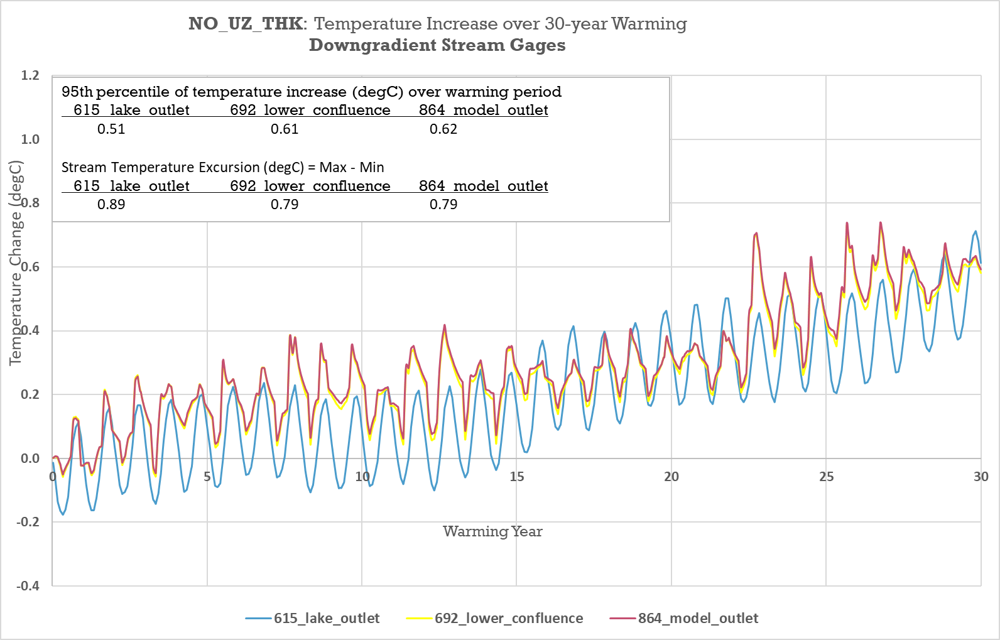 NO_UZ_THK: Temperature Increase over 30-year Warming
Downgradient Stream Gages
Temperature Change (degC)
1.2
1.0
0.8
0.6
0.4
0.2
0.0
-0.2
-0.4
95th percentile of temperature increase (degC) over warming period
615_lake_outlet 692_lower_confluence 864_model_outlet
0.51 0.61 0.62
Stream Temperature Excursion (degC) = Max - Min
615_lake_outlet 692_lower_confluence 864_model_outlet
0.89 0.79 0.79
0 5 10 15 20 25 30
Warming Year
615_lake_outlet 692_lower_confluence 864_model_outlet